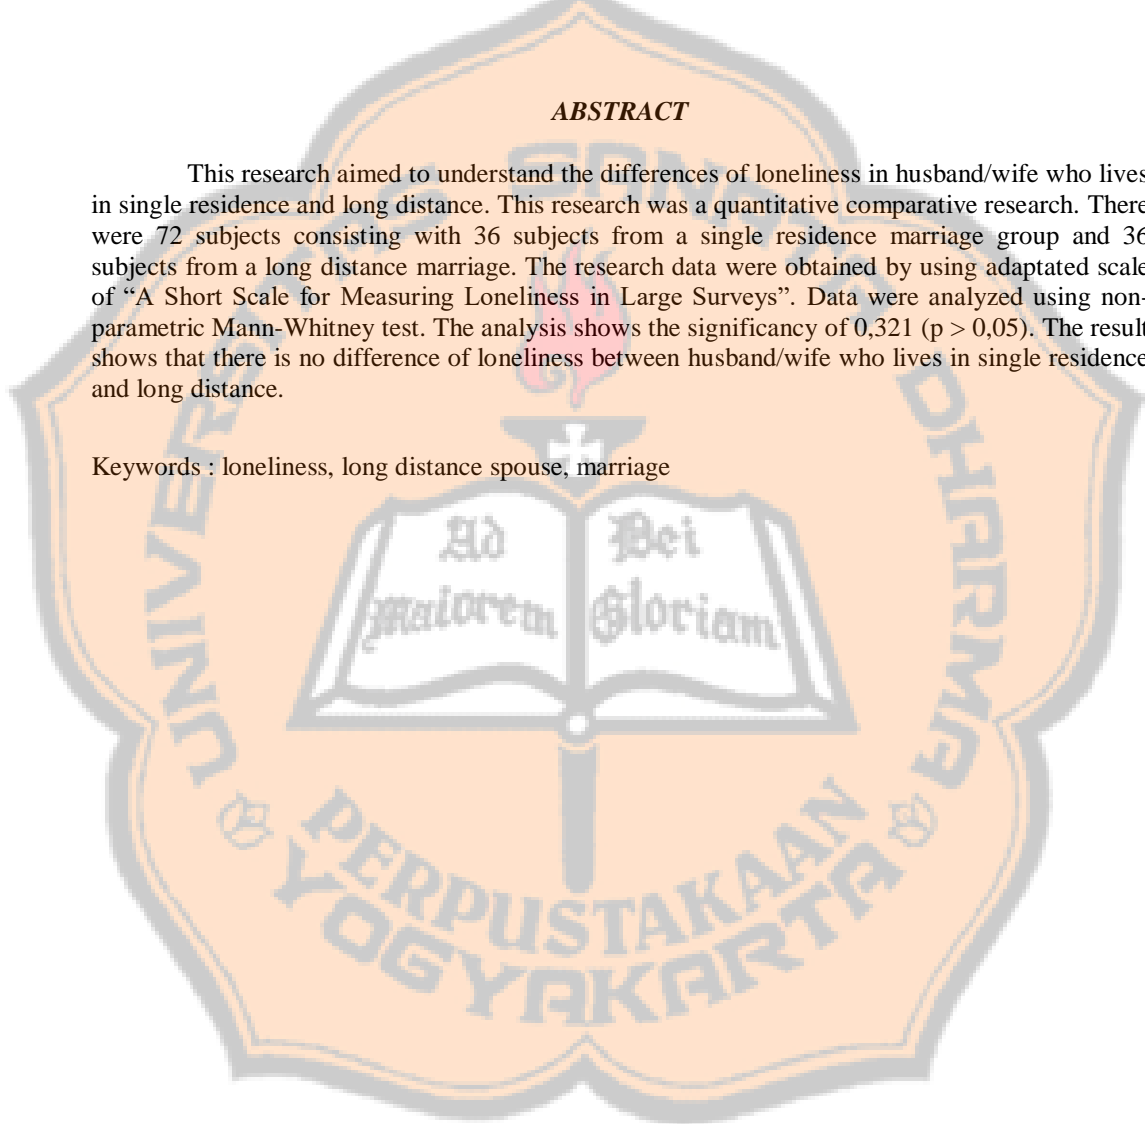 ABSTRACT
This research aimed to understand the differences of loneliness in husband/wife who lives
in single residence and long distance. This research was a quantitative comparative research. There
were 72 subjects consisting with 36 subjects from a single residence marriage group and 36
subjects from a long distance marriage. The research data were obtained by using adaptated scale
of “A Short Scale for Measuring Loneliness in Large Surveys”. Data were analyzed using non-
parametric Mann-Whitney test. The analysis shows the significancy of 0,321 (p > 0,05). The result
shows that there is no difference of loneliness between husband/wife who lives in single residence
and long distance.
Keywords : loneliness, long distance spouse, marriage
UNIVERSITAS SANATA DHARMA
Ad Dei
maiorem Gloriam
PERPUSTAKAAN
YOGYAKARTA